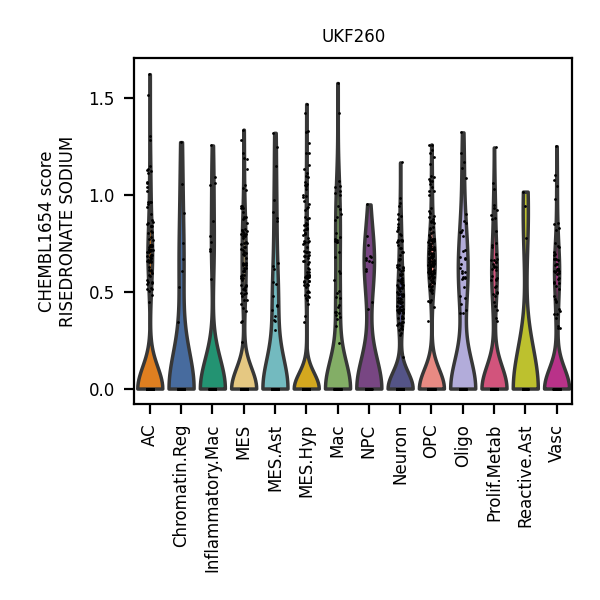 UKF260
CHEMBL1654 score
RISEDRONATE SODIUM
1.5
1.0
0.5
0.0
AC
Chromatin.Reg
Inflammatory.Mac
MES
MES.Ast
MES.Hyp
Mac
NPC
Neuron
OPC
Oligo
Prolif.Metab
Reactive.Ast
Vasc